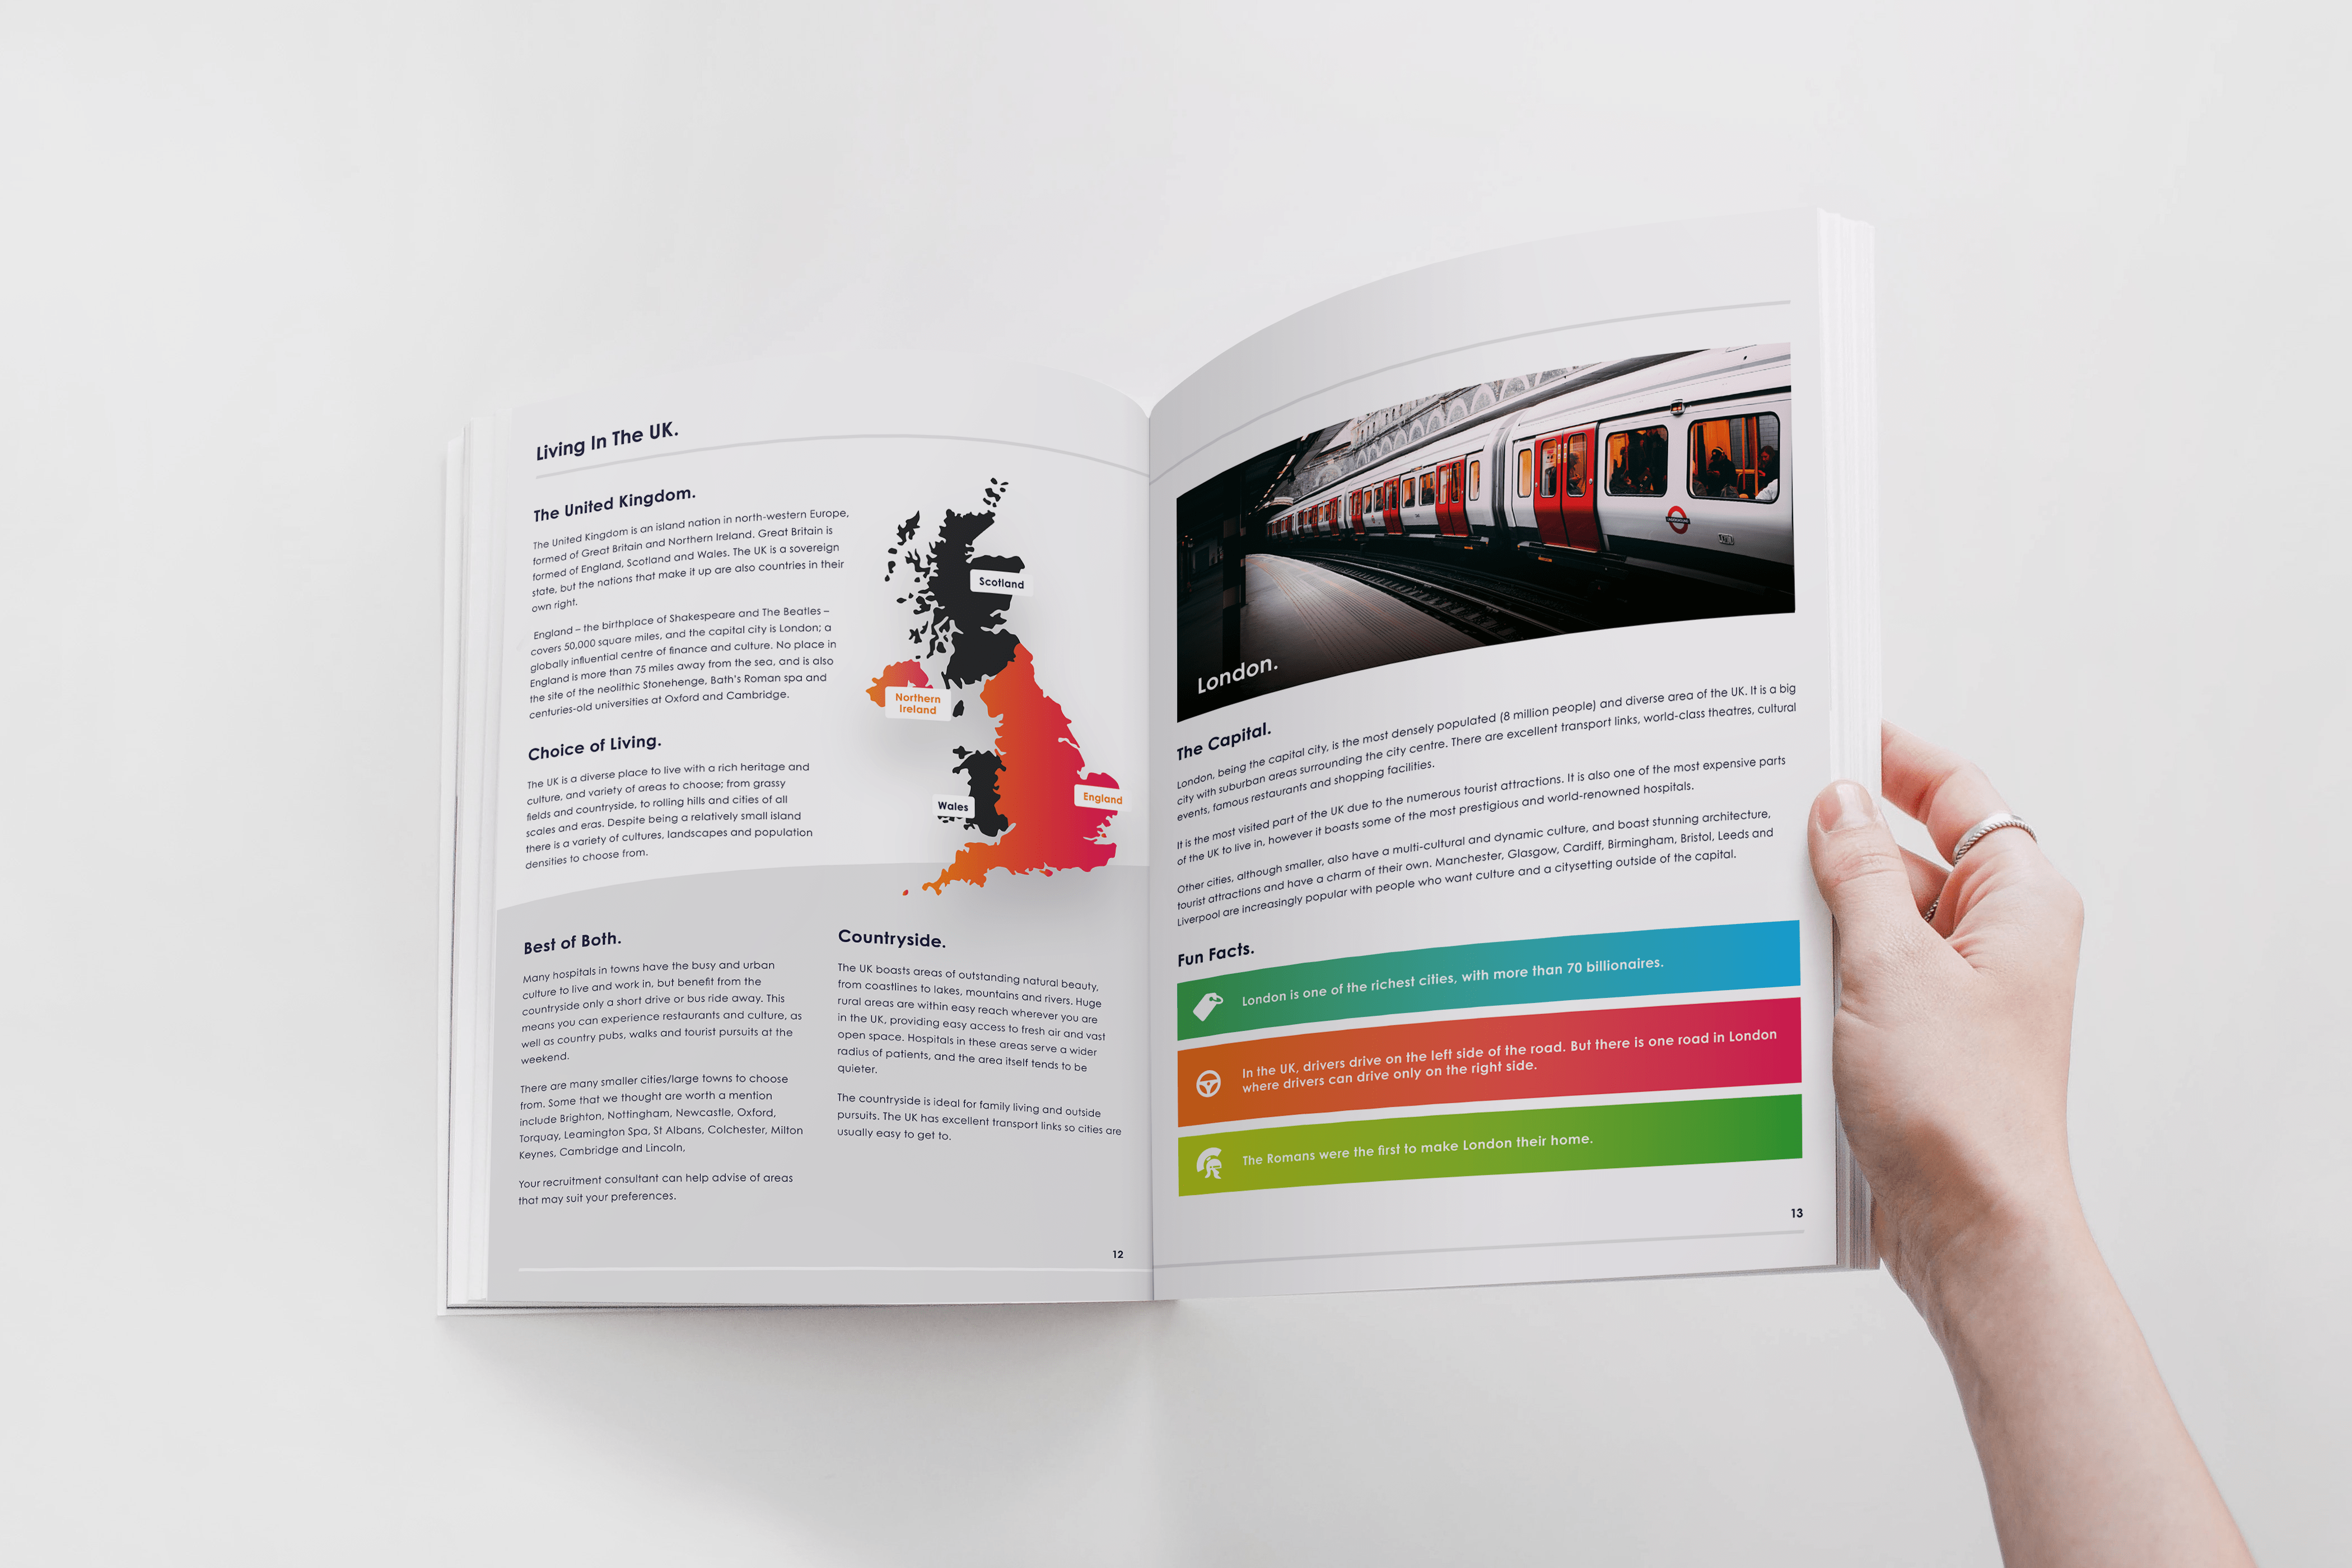 Living In The UK.
The United Kingdom.
The United Kingdom is an island nation in north-western Europe,
formed of Great Britain and Northern Ireland. Great Britain is
formed of England, Scotland and Wales. The UK is a sovereign
state, but the nations that make it up are also countries in their
own right.
England – the birthplace of Shakespeare and The Beatles –
covers 50,000 square miles, and the capital city is London; a
globally influential centre of finance and culture. No place in
England is more than 75 miles away from the sea, and is also
the site of the neolithic Stonehenge, Bath's Roman spa and
centuries-old universities at Oxford and Cambridge.
Choice of Living.
The UK is a diverse place to live with a rich heritage and
culture, and variety of areas to choose; from grassy
fields and countryside, to rolling hills and cities of all
scales and eras. Despite being a relatively small island
there is a variety of cultures, landscapes and population
densities to choose from.
Scotland
Northern
Ireland
Wales
England
Best of Both.
Many hospitals in towns have the busy and urban
culture to live and work in, but benefit from the
countryside only a short drive or bus ride away. This
means you can experience restaurants and culture, as
well as country pubs, walks and tourist pursuits at the
weekend.
There are many smaller cities/large towns to choose
from. Some that we thought are worth a mention
include Brighton, Nottingham, Newcastle, Oxford,
Torquay, Leamington Spa, St Albans, Colchester, Milton
Keynes, Cambridge and Lincoln,
Your recruitment consultant can help advise of areas
that may suit your preferences.
Countryside.
The UK boasts areas of outstanding natural beauty,
from coastlines to lakes, mountains and rivers. Huge
rural areas are within easy reach wherever you are
in the UK, providing easy access to fresh air and vast
open space. Hospitals in these areas serve a wider
radius of patients, and the area itself tends to be
quieter.
The countryside is ideal for family living and outside
pursuits. The UK has excellent transport links so cities are
usually easy to get to.
12
UNDERGROUND
London.
The Capital.
London, being the capital city, is the most densely populated (8 million people) and diverse area of the UK. It is a big
city with suburban areas surrounding the city centre. There are excellent transport links, world-class theatres, cultural
events, famous restaurants and shopping facilities.
It is the most visited part of the UK due to the numerous tourist attractions. It is also one of the most expensive parts
of the UK to live in, however it boasts some of the most prestigious and world-renowned hospitals.
Other cities, although smaller, also have a multi-cultural and dynamic culture, and boast stunning architecture,
tourist attractions and have a charm of their own. Manchester, Glasgow, Cardiff, Birmingham, Bristol, Leeds and
Liverpool are increasingly popular with people who want culture and a citysetting outside of the capital.
Fun Facts.
London is one of the richest cities, with more than 70 billionaires.
In the UK, drivers drive on the left side of the road. But there is one road in London
where drivers can drive only on the right side.
The Romans were the first to make London their home.
13